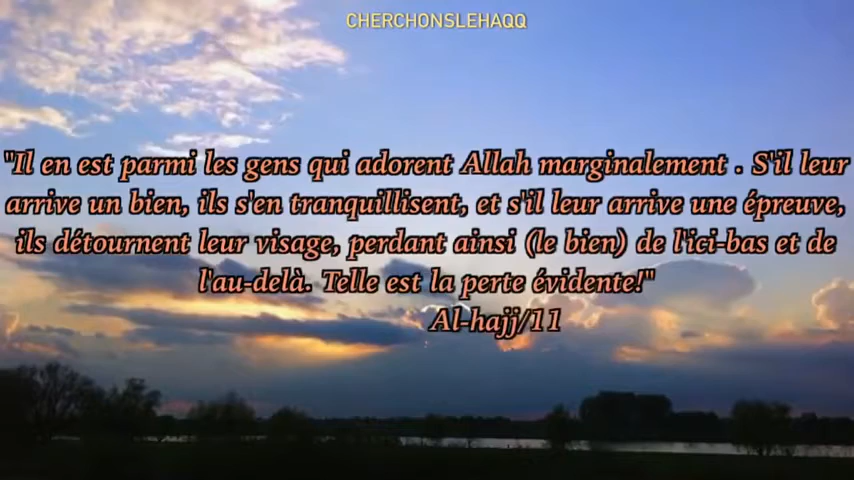 CHERCHONSLEHAQQ
"Il en est parmi les gens qui adorent Allah marginalement . S'il leur
arrive un bien, ils s'en tranquillisent, et s'il leur arrive une épreuve,
ils détournent leur visage, perdant ainsi (le bien) de l'ici-bas et de
l'au-delà. Telle est la perte évidente!"
Al-hajj/11